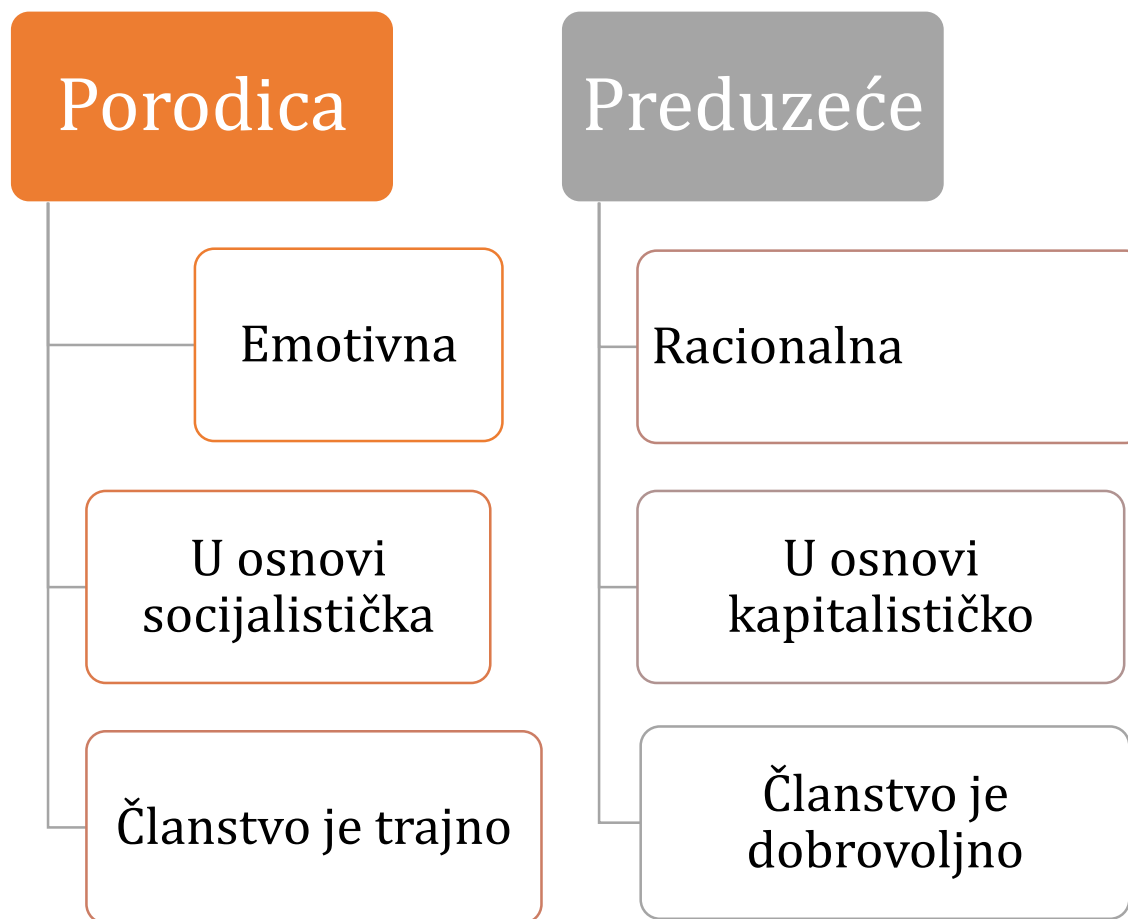 Porodica
Emotivna
U osnovi
socijalistička
Članstvo je trajno
Preduzeće
Racionalna
U osnovi
kapitalističko
Članstvo je
dobrovoljno